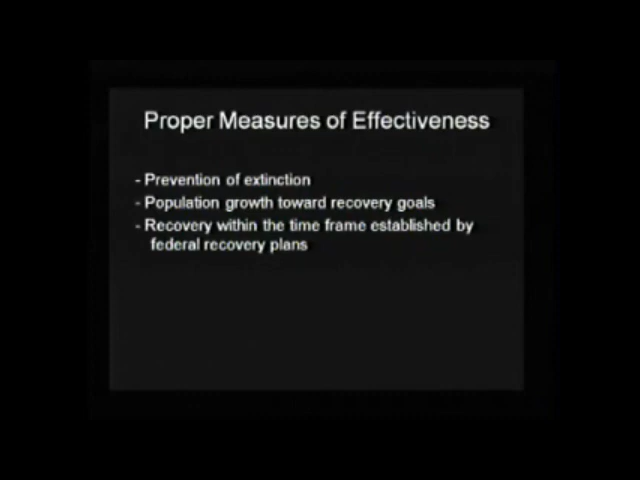 Proper Measures of Effectiveness
- Prevention of extinction
- Population growth toward recovery goals
- Recovery within the time frame established by
federal recovery plans